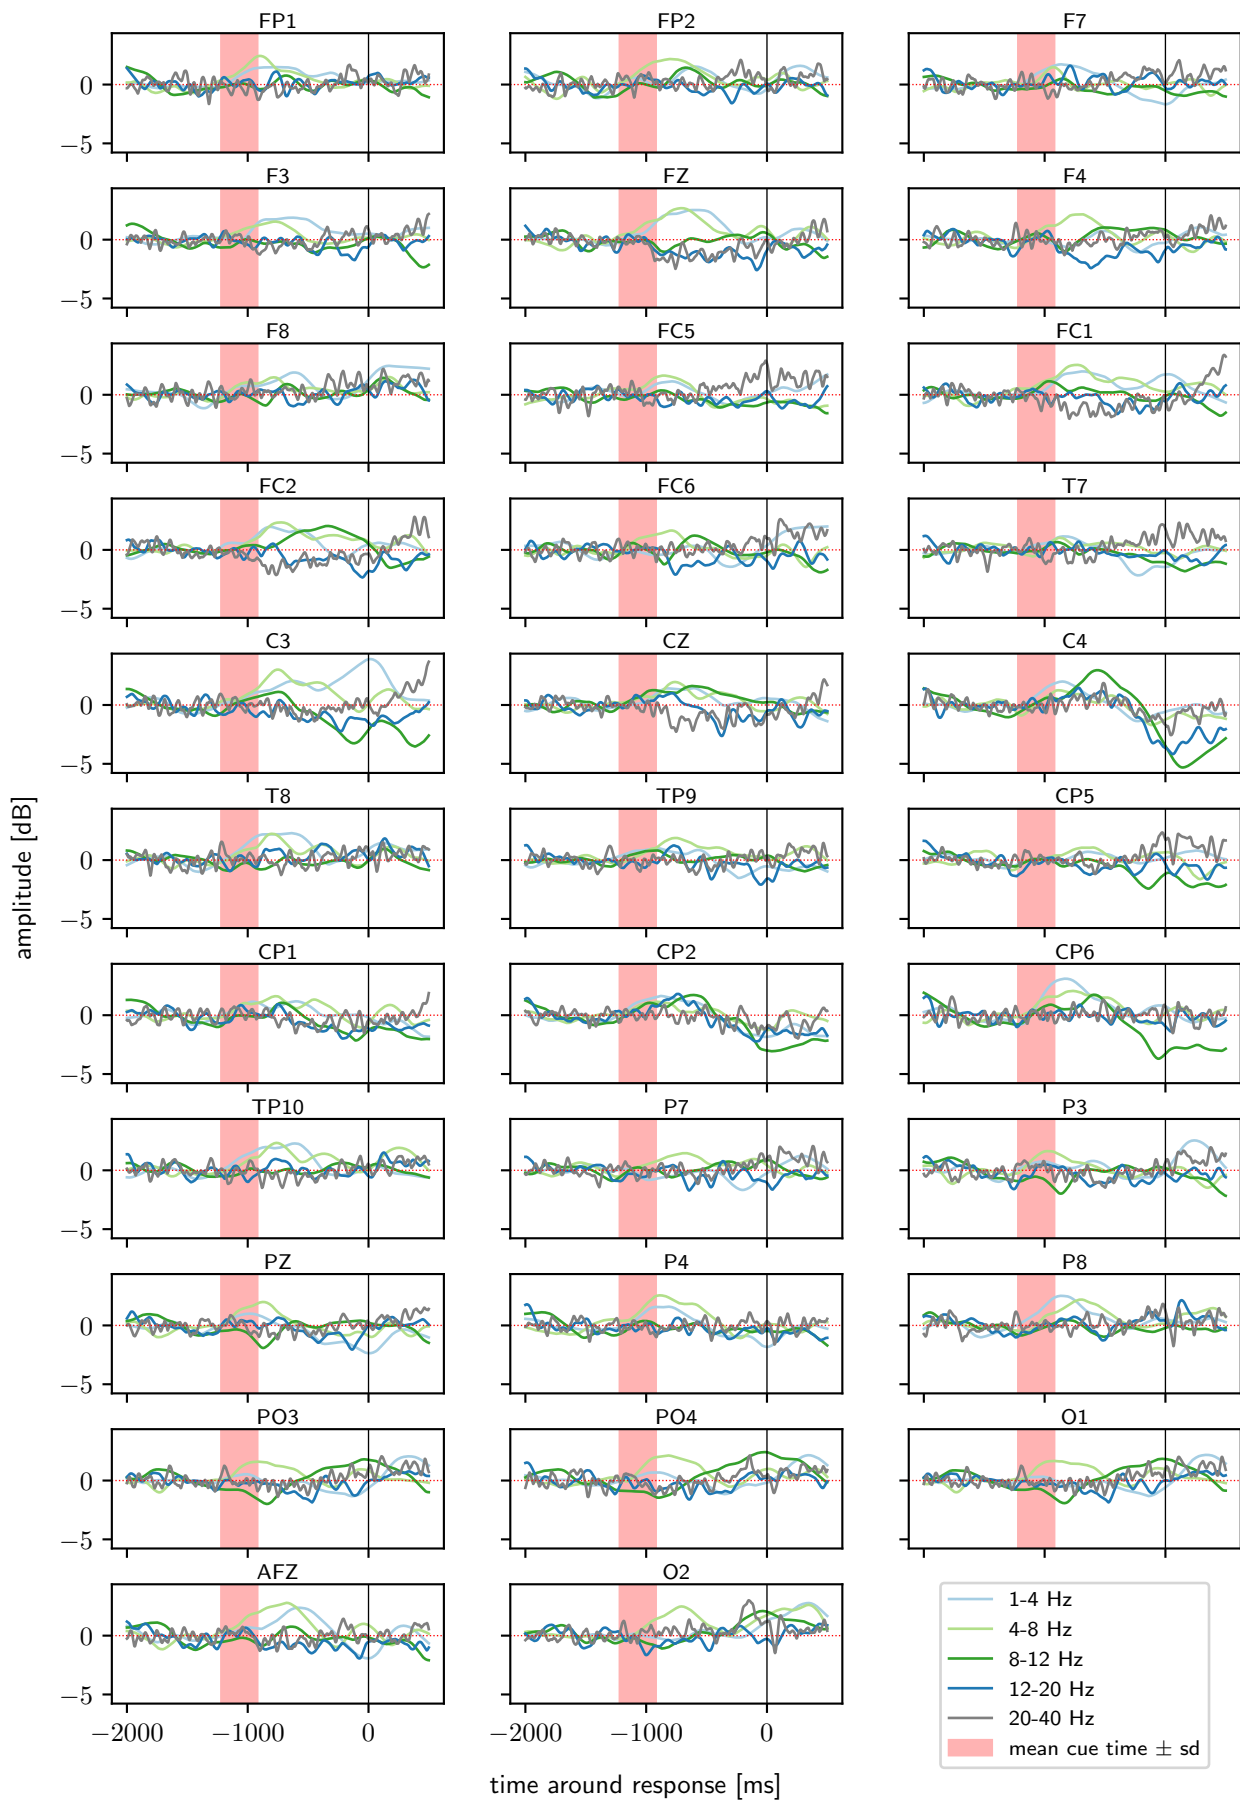 FP1 FP2 F7
0
−5
F3 FZ F4
0
−5
F8 FC5 FC1
0
−5
FC2 FC6 T7
0
−5
C3 CZ C4
0
−5
amplitude [dB]
T8 TP9 CP5
0
−5
CP1 CP2 CP6
0
−5
TP10 P7 P3
0
−5
PZ P4 P8
0
−5
PO3 PO4 O1
0
−5
AFZ O2
0
−5
−2000 −1000 0 −2000 −1000 0
time around response [ms]
1-4 Hz
4-8 Hz
8-12 Hz
12-20 Hz
20-40 Hz
mean cue time ± sd